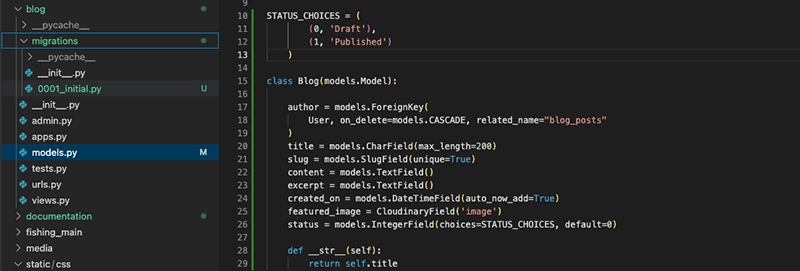 blog
__pycache__
migrations
__pycache__
__init__.py
0001_initial.py U
__init__.py
admin.py
apps.py
models.py M
tests.py
urls.py
views.py
documentation
fishing_main
media
static/css
9
10 STATUS_CHOICES = (
11 (0, 'Draft'),
12 (1, 'Published')
13 )
14
15 class Blog(models.Model):
16
17 author = models.ForeignKey(
18 User, on_delete=models.CASCADE, related_name="blog_posts"
19 )
20 title = models.CharField(max_length=200)
21 slug = models.SlugField(unique=True)
22 content = models.TextField()
23 excerpt = models.TextField()
24 created_on = models.DateTimeField(auto_now_add=True)
25 featured_image = CloudinaryField('image')
26 status = models.IntegerField(choices=STATUS_CHOICES, default=0)
27
28 def __str__(self):
29 return self.title